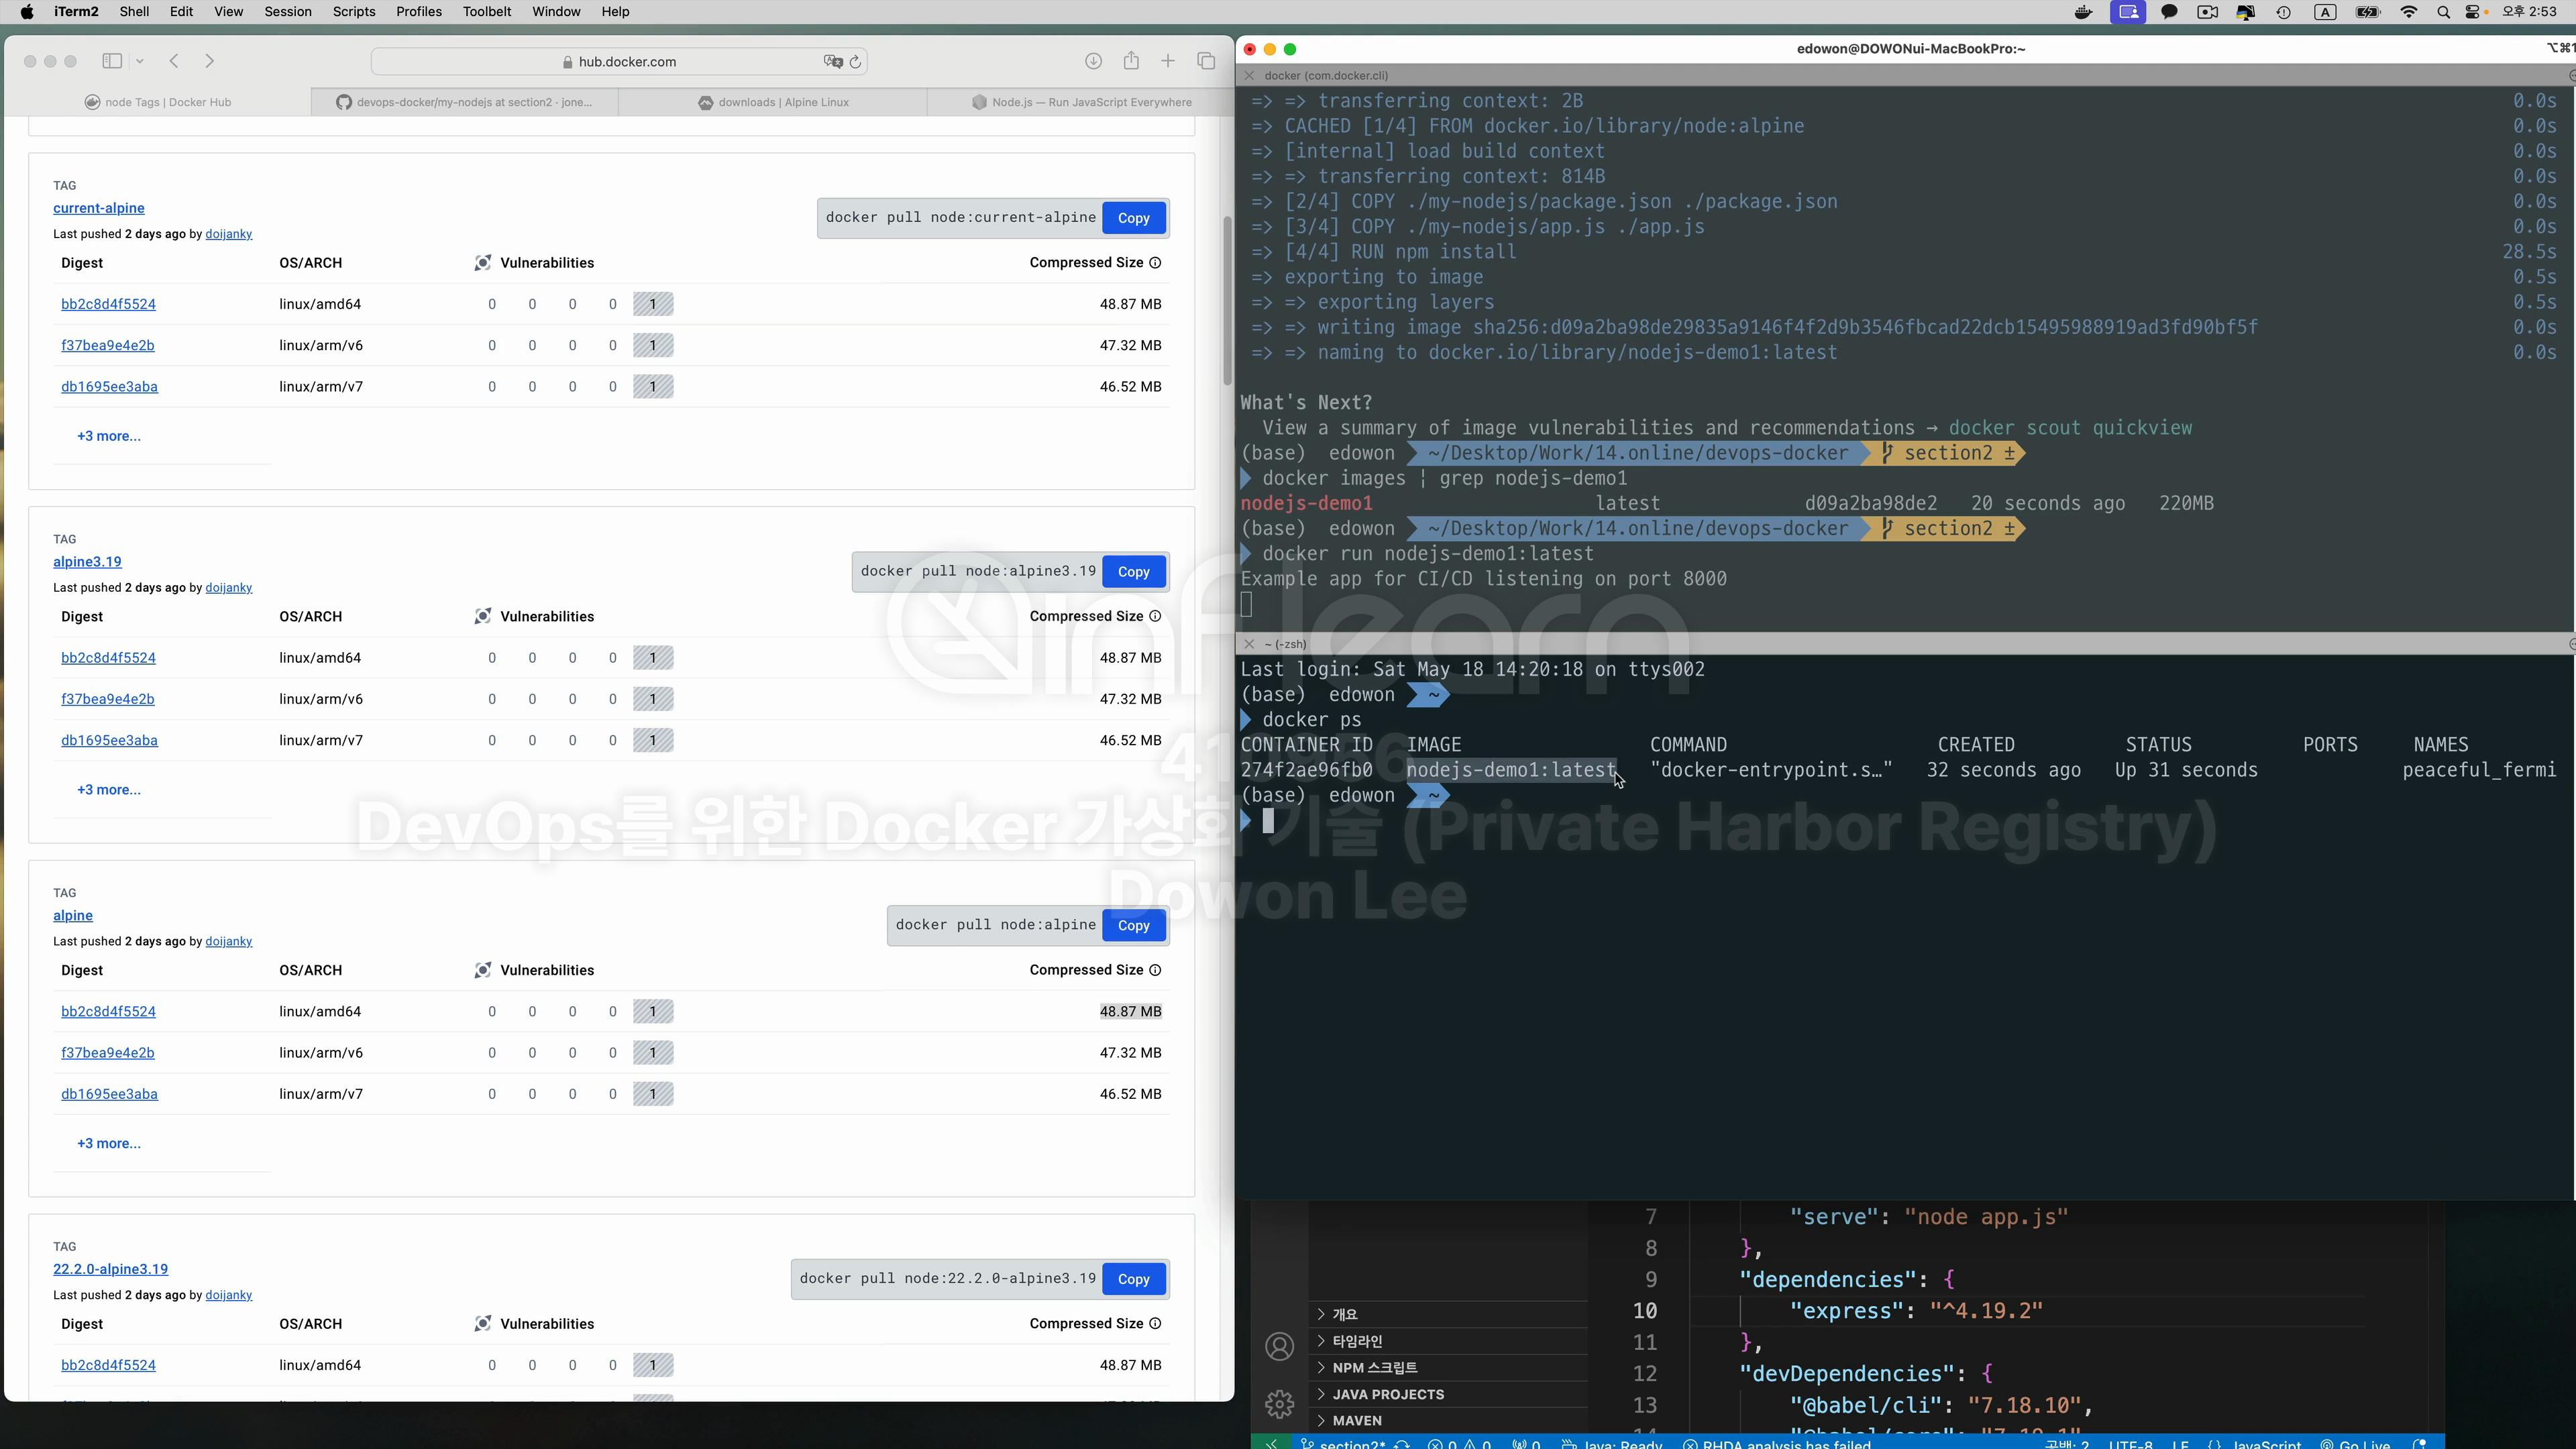 iTerm2 Shell Edit View Session Scripts Profiles Toolbelt Window Help
A 오후 2:53
hub.docker.com
node Tags | Docker Hub
devops-docker/my-nodejs at section2 · jone...
downloads | Alpine Linux
Node.js — Run JavaScript Everywhere
TAG
current-alpine
docker pull node:current-alpine Copy
Last pushed 2 days ago by doijanky
Digest OS/ARCH Vulnerabilities Compressed Size
bb2c8d4f5524 linux/amd64 0 0 0 0 1 48.87 MB
f37bea9e4e2b linux/arm/v6 0 0 0 0 1 47.32 MB
db1695ee3aba linux/arm/v7 0 0 0 0 1 46.52 MB
+3 more...
TAG
alpine3.19
docker pull node:alpine3.19 Copy
Last pushed 2 days ago by doijanky
Digest OS/ARCH Vulnerabilities Compressed Size
bb2c8d4f5524 linux/amd64 0 0 0 0 1 48.87 MB
f37bea9e4e2b linux/arm/v6 0 0 0 0 1 47.32 MB
db1695ee3aba linux/arm/v7 0 0 0 0 1 46.52 MB
+3 more...
TAG
alpine
docker pull node:alpine Copy
Last pushed 2 days ago by doijanky
Digest OS/ARCH Vulnerabilities Compressed Size
bb2c8d4f5524 linux/amd64 0 0 0 0 1 48.87 MB
f37bea9e4e2b linux/arm/v6 0 0 0 0 1 47.32 MB
db1695ee3aba linux/arm/v7 0 0 0 0 1 46.52 MB
+3 more...
TAG
22.2.0-alpine3.19
docker pull node:22.2.0-alpine3.19 Copy
Last pushed 2 days ago by doijanky
Digest OS/ARCH Vulnerabilities Compressed Size
bb2c8d4f5524 linux/amd64 0 0 0 0 1 48.87 MB
edowon@DOWONui-MacBookPro:~
docker (com.docker.cli)
=> => transferring context: 2B 0.0s
=> CACHED [1/4] FROM docker.io/library/node:alpine 0.0s
=> [internal] load build context 0.0s
=> => transferring context: 814B 0.0s
=> [2/4] COPY ./my-nodejs/package.json ./package.json 0.0s
=> [3/4] COPY ./my-nodejs/app.js ./app.js 0.0s
=> [4/4] RUN npm install 28.5s
=> exporting to image 0.5s
=> => exporting layers 0.5s
=> => writing image sha256:d09a2ba98de29835a9146f4f2d9b3546fbcad22dcb15495988919ad3fd90bf5f 0.0s
=> => naming to docker.io/library/nodejs-demo1:latest 0.0s
What's Next?
View a summary of image vulnerabilities and recommendations → docker scout quickview
(base) edowon ~/Desktop/Work/14.online/devops-docker section2 ±
docker images | grep nodejs-demo1
nodejs-demo1 latest d09a2ba98de2 20 seconds ago 220MB
(base) edowon ~/Desktop/Work/14.online/devops-docker section2 ±
docker run nodejs-demo1:latest
Example app for CI/CD listening on port 8000
~ (-zsh)
Last login: Sat May 18 14:20:18 on ttys002
(base) edowon ~
docker ps
CONTAINER ID IMAGE COMMAND CREATED STATUS PORTS NAMES
274f2ae96fb0 nodejs-demo1:latest "docker-entrypoint.s…" 32 seconds ago Up 31 seconds peaceful_fermi
(base) edowon ~
inflearn
DevOps를 위한 Docker 가상화 기술 (Private Harbor Registry)
Dowon Lee
개요
타임라인
NPM 스크립트
JAVA PROJECTS
MAVEN
7 "serve": "node app.js"
8 },
9 "dependencies": {
10 "express": "^4.19.2"
11 },
12 "devDependencies": {
13 "@babel/cli": "7.18.10",
section2* 0 0 0 Java: Ready RHDA analysis has failed 공백: 2 UTF-8 LF {} JavaScript Go Live